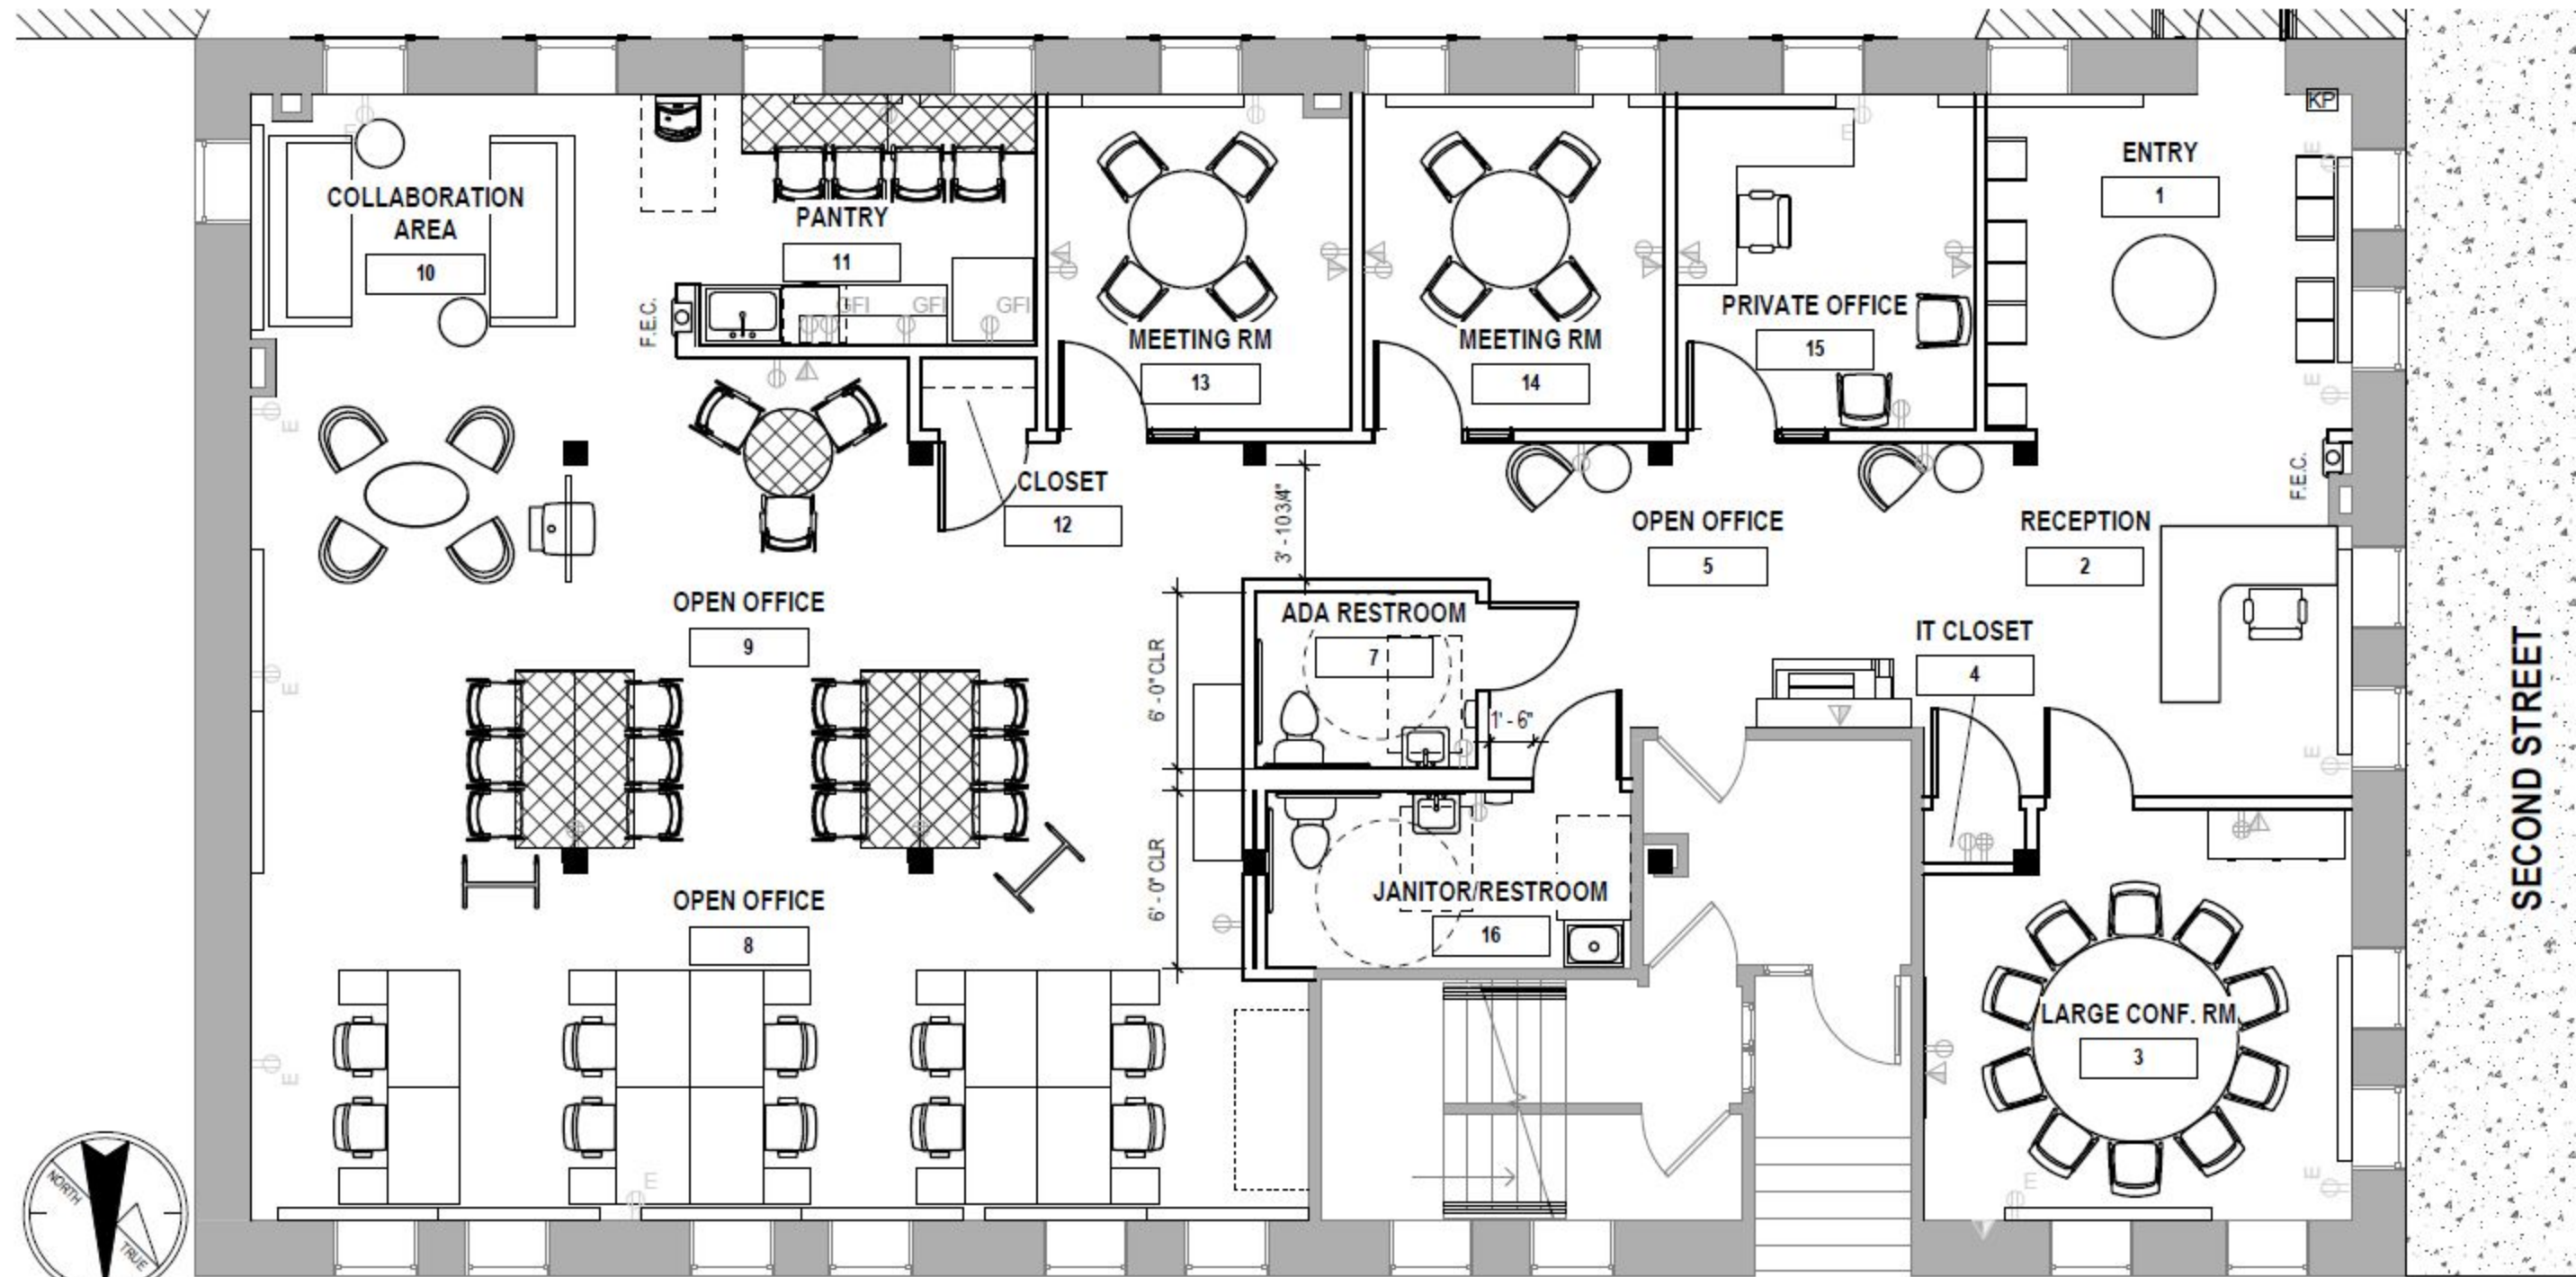 KP
E
E
ENTRY
1
COLLABORATION
AREA
10
PANTRY
11
F.E.C.
GFI
GFI
GFI
MEETING RM
13
MEETING RM
14
PRIVATE OFFICE
15
E
E
E
CLOSET
12
3' - 10 3/4"
OPEN OFFICE
5
RECEPTION
2
F.E.C.
OPEN OFFICE
9
ADA RESTROOM
7
6' - 0" CLR
1' - 6"
IT CLOSET
4
E
E
SECOND STREET
6' - 0" CLR
JANITOR/RESTROOM
16
OPEN OFFICE
8
LARGE CONF. RM.
3
E
E
E
E
NORTH
TRUE